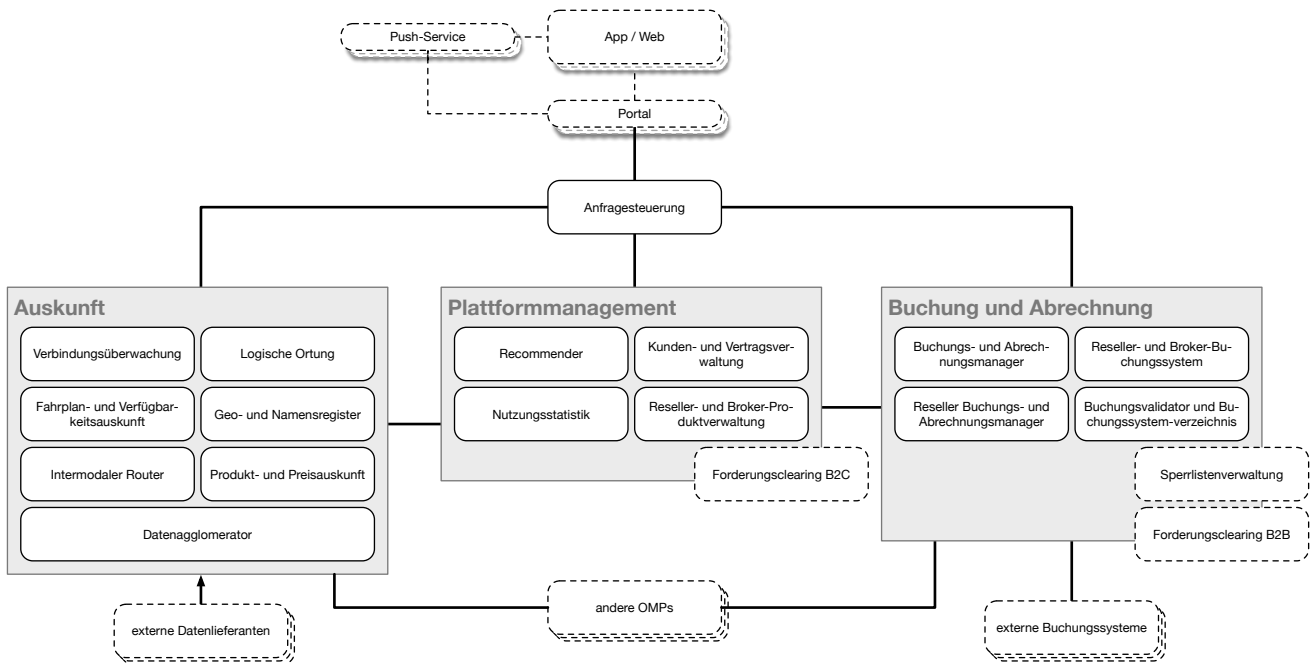 Push-Service
App / Web
Portal
Anfragesteuerung
Auskunft
Verbindungsüberwachung
Logische Ortung
Fahrplan- und Verfügbar-
keitsauskunft
Geo- und Namensregister
Intermodaler Router
Produkt- und Preisauskunft
Datenagglomerator
Plattformmanagement
Recommender
Kunden- und Vertragsver-
waltung
Nutzungsstatistik
Reseller- und Broker-Pro-
duktverwaltung
Forderungsclearing B2C
Buchung und Abrechnung
Buchungs- und Abrech-
nungsmanager
Reseller- und Broker-Bu-
chungssystem
Reseller Buchungs- und
Abrechnungsmanager
Buchungsvalidator und Bu-
chungssystem-verzeichnis
Sperrlistenverwaltung
Forderungsclearing B2B
externe Datenlieferanten
andere OMPs
externe Buchungssysteme